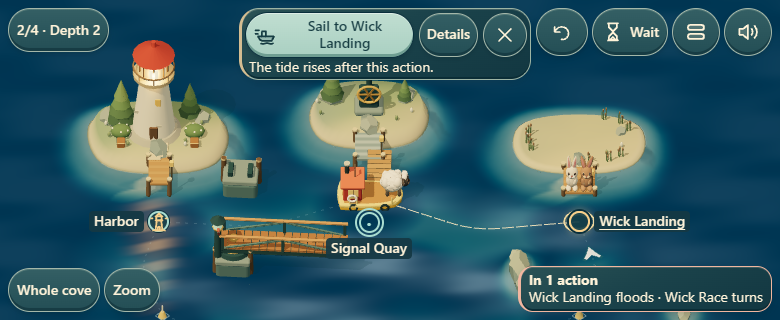 2/4 · Depth 2
Sail to Wick
Landing
Details
The tide rises after this action.
Wait
Harbor
Signal Quay
Wick Landing
Whole cove
Zoom
In 1 action
Wick Landing floods · Wick Race turns